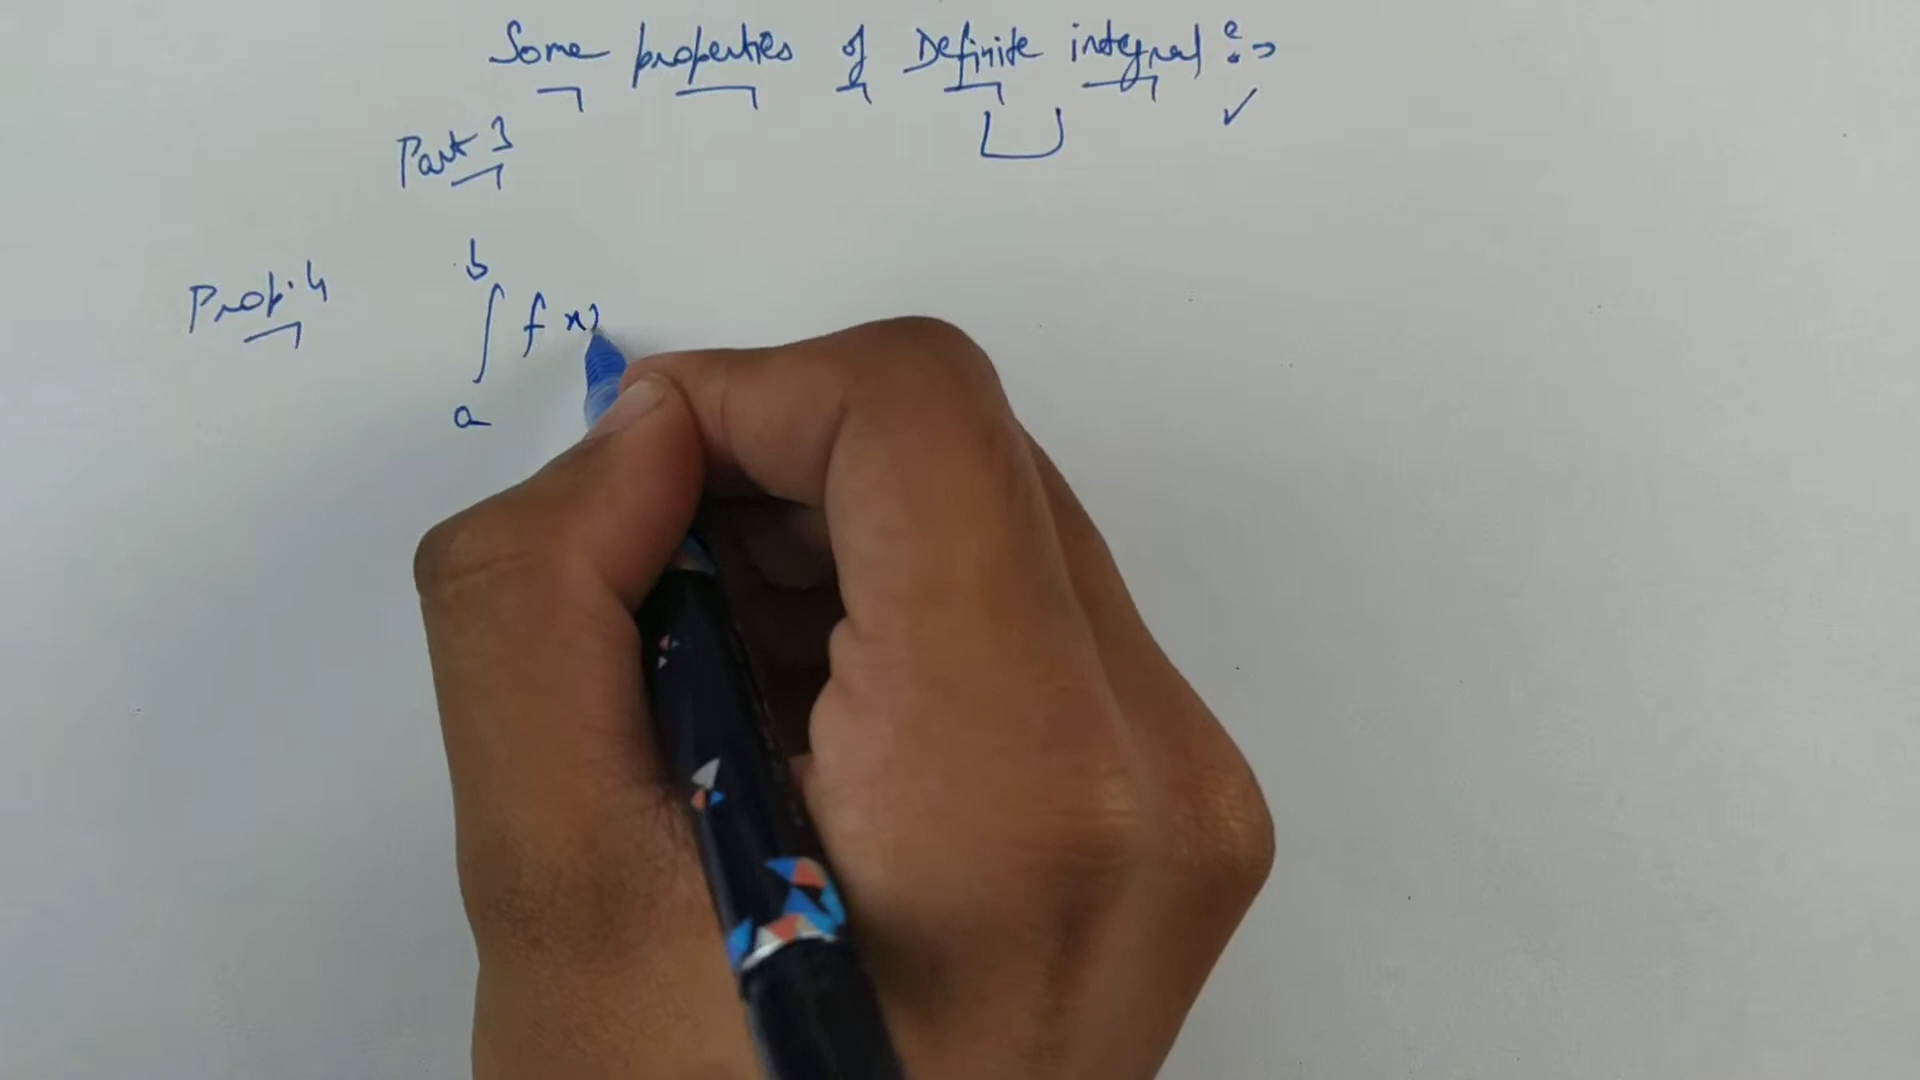 Some properties of Definite integral :->
Part 3
Prop. 4
b
∫ f x)
a